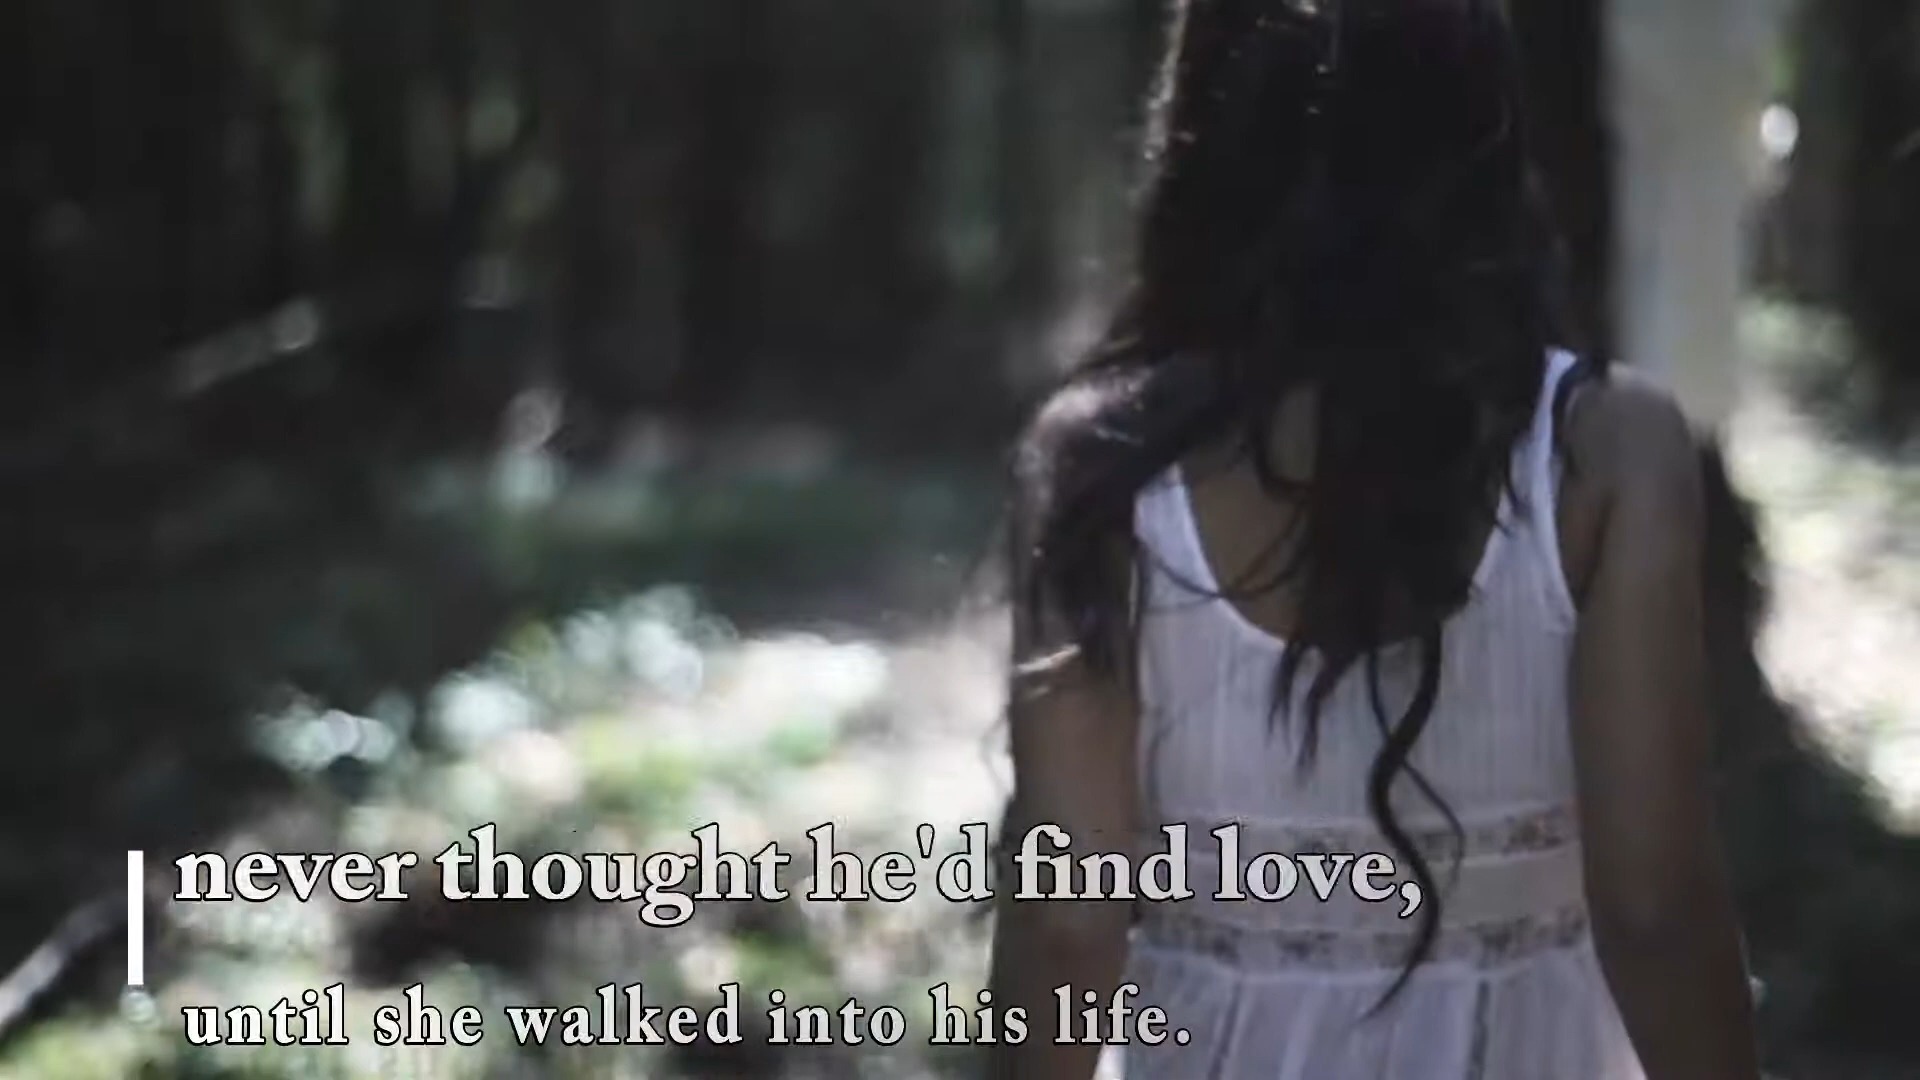 never thought he'd find love,
until she walked into his life.